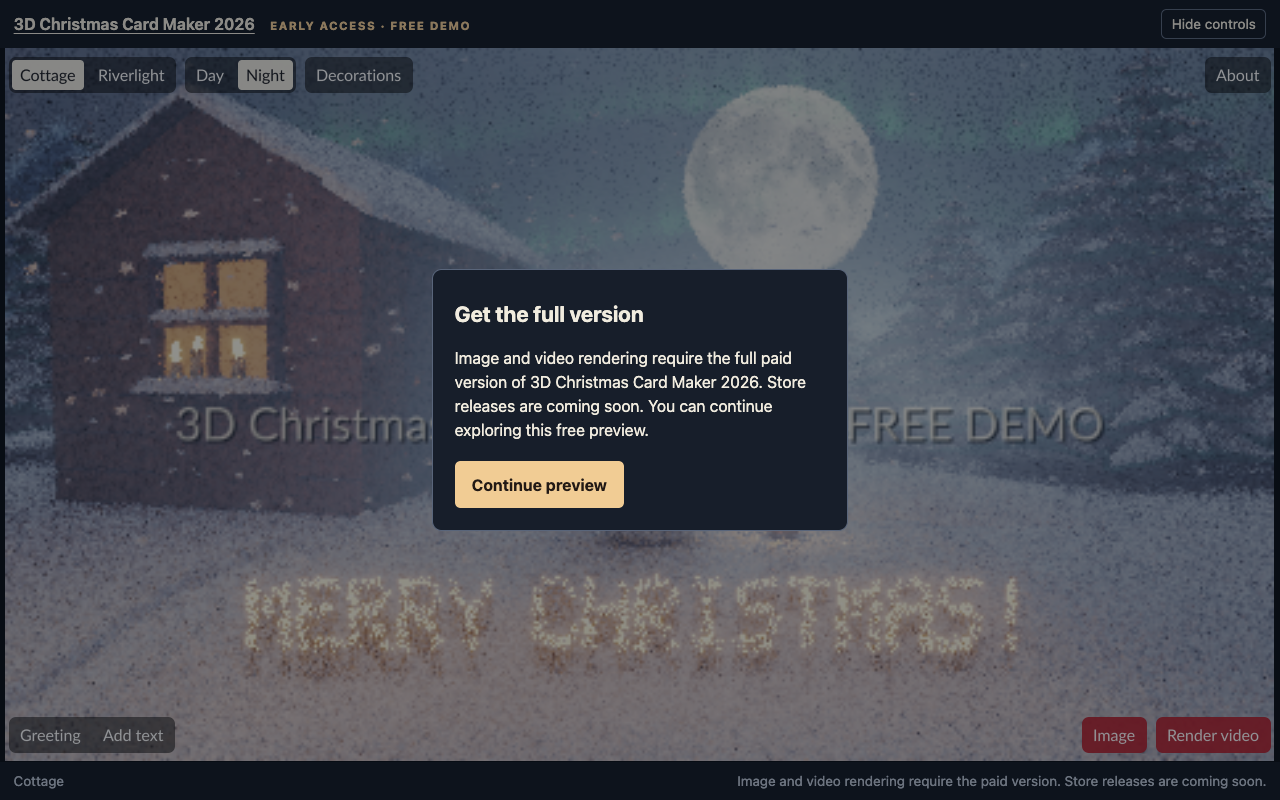 3D Christmas Card Maker 2026 EARLY ACCESS · FREE DEMO Hide controls
Cottage Riverlight Day Night Decorations About
Get the full version
Image and video rendering require the full paid
version of 3D Christmas Card Maker 2026. Store
releases are coming soon. You can continue
exploring this free preview.
3D Christmas FREE DEMO
Continue preview
MERRY CHRISTMAS!
Greeting Add text Image Render video
Cottage Image and video rendering require the paid version. Store releases are coming soon.